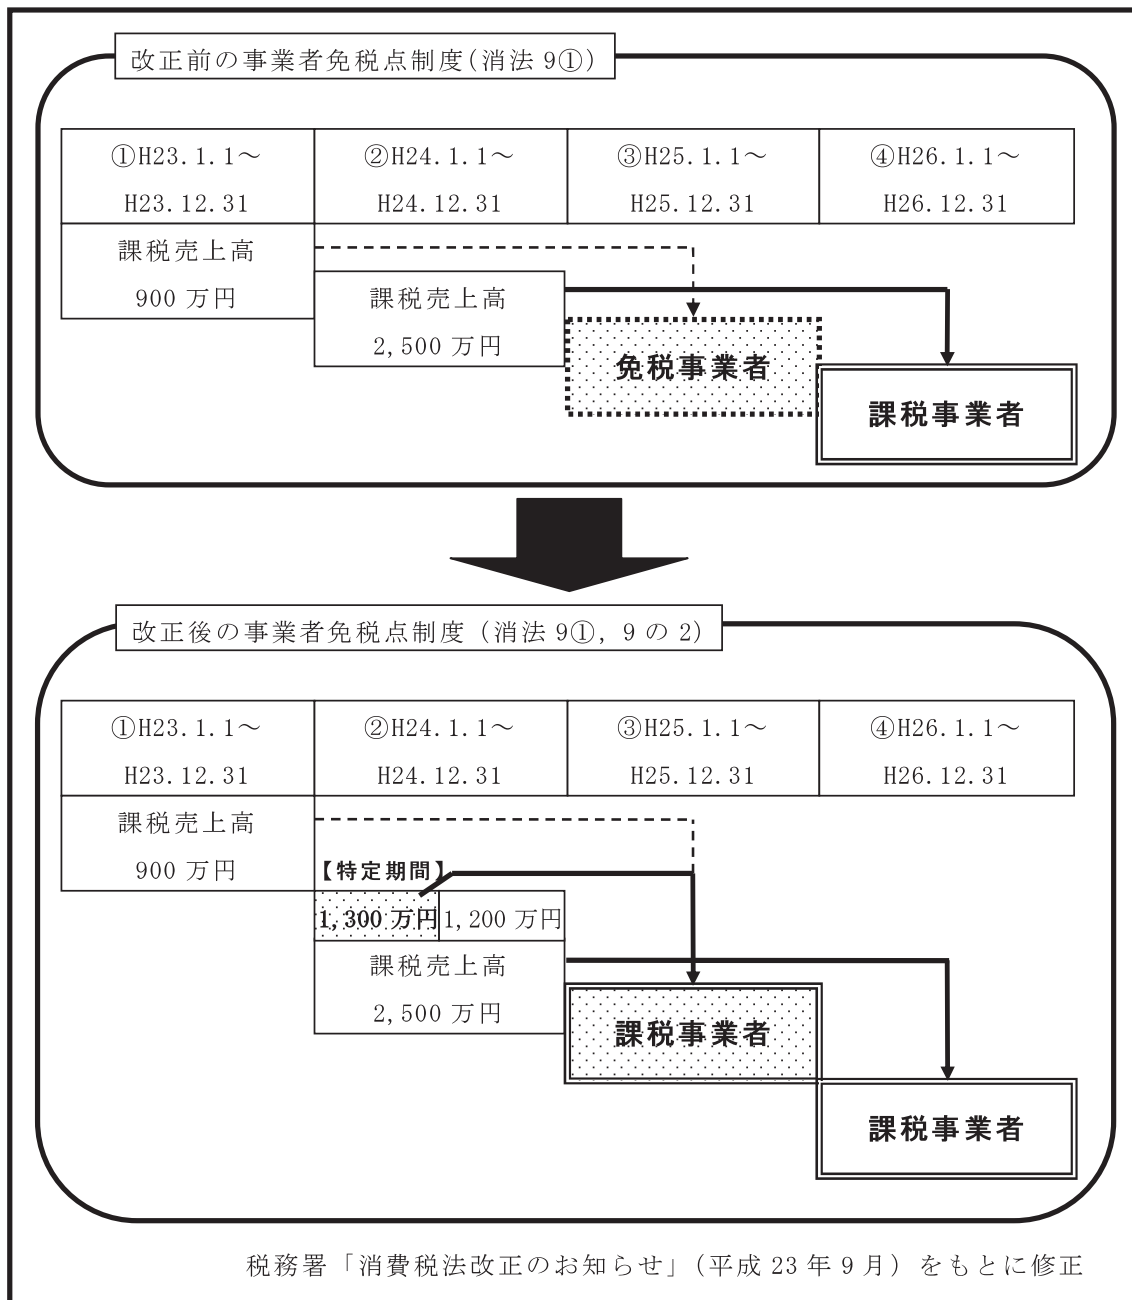 改正前の事業者免税点制度(消法 9①)
①H23.1.1～ ②H24.1.1～ ③H25.1.1～ ④H26.1.1～
H23.12.31 H24.12.31 H25.12.31 H26.12.31
課税売上高
900 万円
課税売上高
2,500 万円
免税事業者
課税事業者
改正後の事業者免税点制度（消法 9①, 9 の 2)
①H23.1.1～ ②H24.1.1～ ③H25.1.1～ ④H26.1.1～
H23.12.31 H24.12.31 H25.12.31 H26.12.31
課税売上高
900 万円
【特定期間】
1,300 万円 1,200 万円
課税売上高
2,500 万円
課税事業者
課税事業者
税務署「消費税法改正のお知らせ」（平成 23 年 9 月）をもとに修正